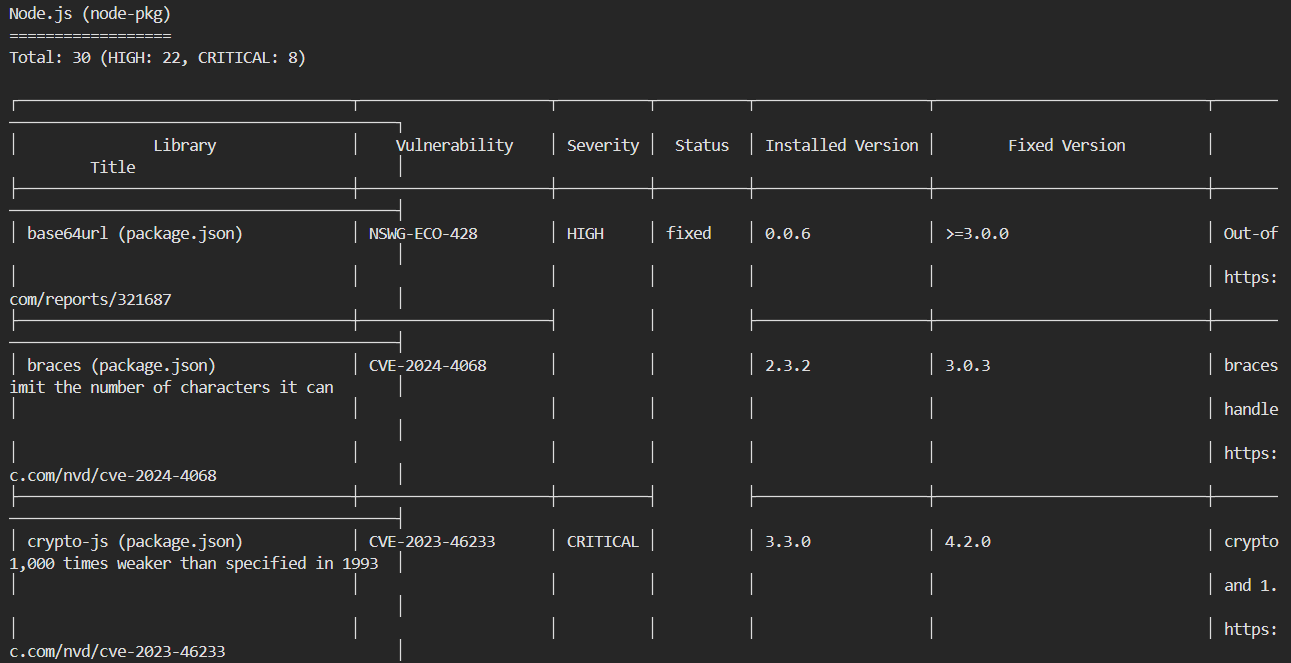 Node.js (node-pkg)
==================
Total: 30 (HIGH: 22, CRITICAL: 8)
Library Vulnerability Severity Status Installed Version Fixed Version
Title
base64url (package.json) NSWG-ECO-428 HIGH fixed 0.0.6 >=3.0.0 Out-of
https:
com/reports/321687
braces (package.json) CVE-2024-4068 2.3.2 3.0.3 braces
imit the number of characters it can
handle
https:
c.com/nvd/cve-2024-4068
crypto-js (package.json) CVE-2023-46233 CRITICAL 3.3.0 4.2.0 crypto
1,000 times weaker than specified in 1993
and 1.
https:
c.com/nvd/cve-2023-46233